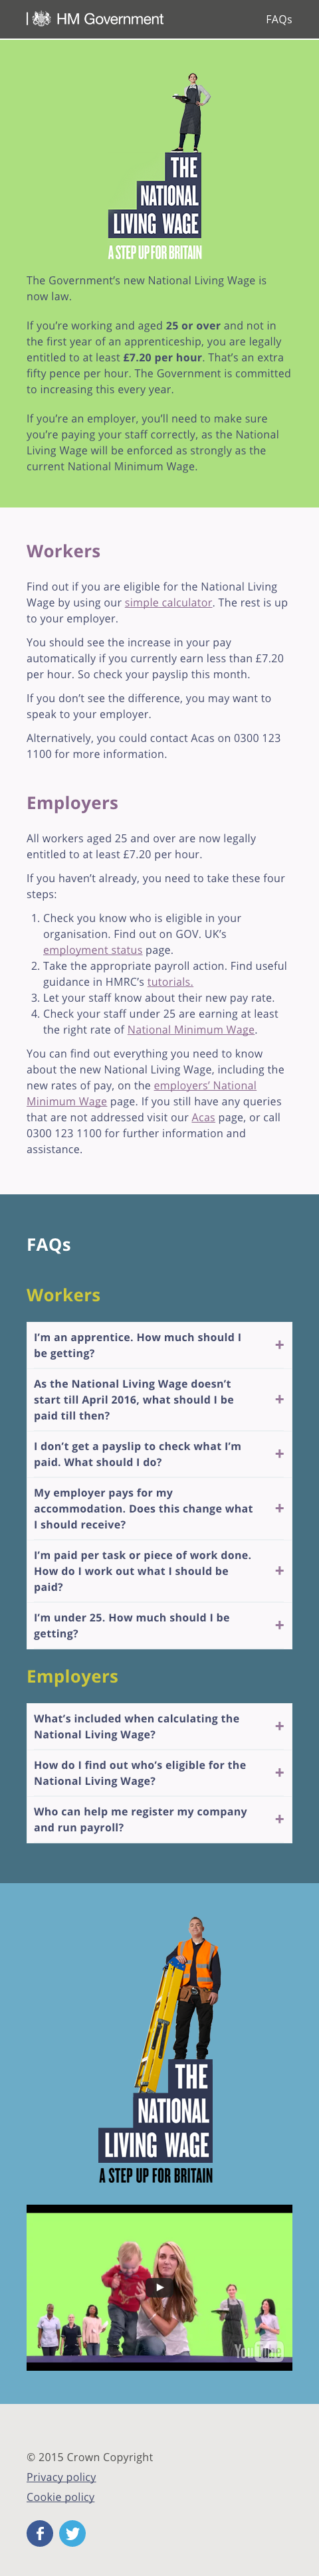 HM Government
FAQs
THE
NATIONAL
LIVING WAGE
A STEP UP FOR BRITAIN
The Government's new National Living Wage is
now law.
If you're working and aged 25 or over and not in
the first year of an apprenticeship, you are legally
entitled to at least £7.20 per hour. That's an extra
fifty pence per hour. The Government is committed
to increasing this every year.
If you're an employer, you'll need to make sure
you're paying your staff correctly, as the National
Living Wage will be enforced as strongly as the
current National Minimum Wage.
Workers
Find out if you are eligible for the National Living
Wage by using our simple calculator. The rest is up
to your employer.
You should see the increase in your pay
automatically if you currently earn less than £7.20
per hour. So check your payslip this month.
If you don't see the difference, you may want to
speak to your employer.
Alternatively, you could contact Acas on 0300 123
1100 for more information.
Employers
All workers aged 25 and over are now legally
entitled to at least £7.20 per hour.
If you haven't already, you need to take these four
steps:
1. Check you know who is eligible in your
organisation. Find out on GOV. UK's
employment status page.
2. Take the appropriate payroll action. Find useful
guidance in HMRC's tutorials.
3. Let your staff know about their new pay rate.
4. Check your staff under 25 are earning at least
the right rate of National Minimum Wage.
You can find out everything you need to know
about the new National Living Wage, including the
new rates of pay, on the employers' National
Minimum Wage page. If you still have any queries
that are not addressed visit our Acas page, or call
0300 123 1100 for further information and
assistance.
FAQs
Workers
I'm an apprentice. How much should I
be getting?
As the National Living Wage doesn't
start till April 2016, what should I be
paid till then?
I don't get a payslip to check what I'm
paid. What should I do?
My employer pays for my
accommodation. Does this change what
I should receive?
I'm paid per task or piece of work done.
How do I work out what I should be
paid?
I'm under 25. How much should I be
getting?
Employers
What's included when calculating the
National Living Wage?
How do I find out who's eligible for the
National Living Wage?
Who can help me register my company
and run payroll?
THE
NATIONAL
LIVING WAGE
A STEP UP FOR BRITAIN
YouTube
© 2015 Crown Copyright
Privacy policy
Cookie policy